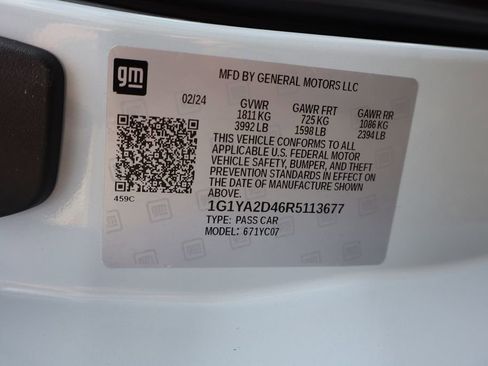 gm
MFD BY GENERAL MOTORS LLC
02/24 GVWR GAWR FRT GAWR RR
1811 KG 725 KG 1086 KG
3992 LB 1598 LB 2394 LB
THIS VEHICLE CONFORMS TO ALL
APPLICABLE U.S. FEDERAL MOTOR
VEHICLE SAFETY, BUMPER, AND THEFT
PREVENTION STANDARDS IN EFFECT ON
THE DATE OF MANUFACTURE SHOWN
ABOVE.
459C
1G1YA2D46R5113677
TYPE: PASS CAR
MODEL: 671YC07